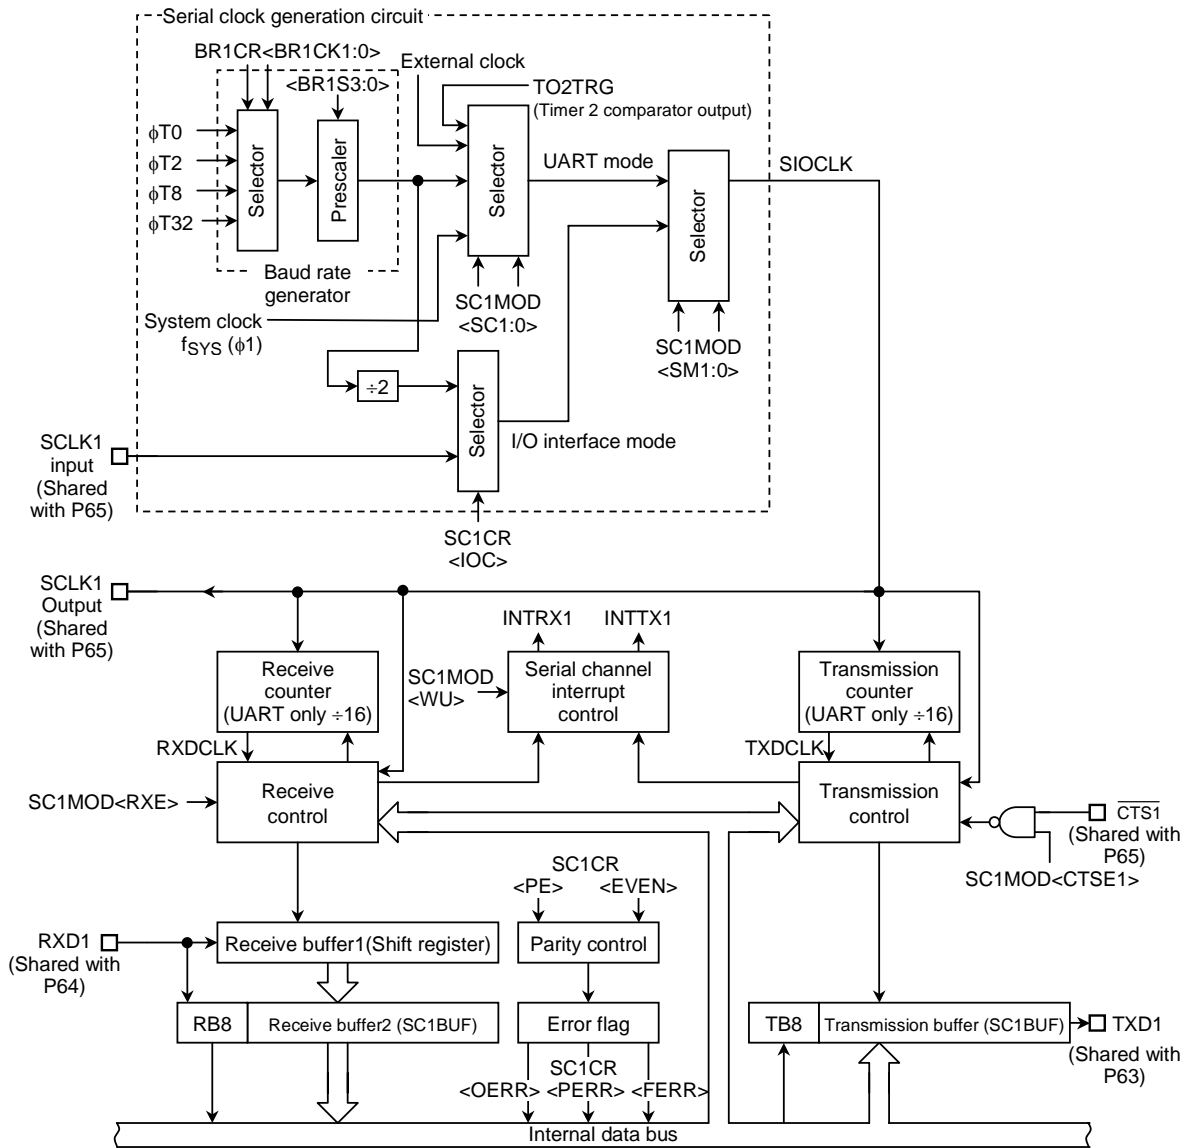 Serial clock generation circuit
BR1CR<BR1CK1:0>
External clock
<BR1S3:0>
TO2TRG
(Timer 2 comparator output)
φT0
φT2
φT8
φT32
Selector
Prescaler
Selector
UART mode
Selector
SIOCLK
Baud rate
generator
SC1MOD
<SC1:0>
System clock
fSYS (φ1)
SC1MOD
<SM1:0>
÷2
Selector
I/O interface mode
SCLK1
input
(Shared
with P65)
SC1CR
<IOC>
SCLK1
Output
(Shared
with P65)
INTRX1
INTTX1
Receive
counter
(UART only ÷16)
SC1MOD
<WU>
Serial channel
interrupt
control
Transmission
counter
(UART only ÷16)
RXDCLK
TXDCLK
SC1MOD<RXE>
Receive
control
Transmission
control
CTS1
(Shared with
P65)
SC1MOD<CTSE1>
SC1CR
<PE>
<EVEN>
RXD1
(Shared with
P64)
Receive buffer1(Shift register)
Parity control
RB8
Receive buffer2 (SC1BUF)
Error flag
TB8
Transmission buffer (SC1BUF)
TXD1
(Shared with
P63)
SC1CR
<OERR>
<PERR>
<FERR>
Internal data bus